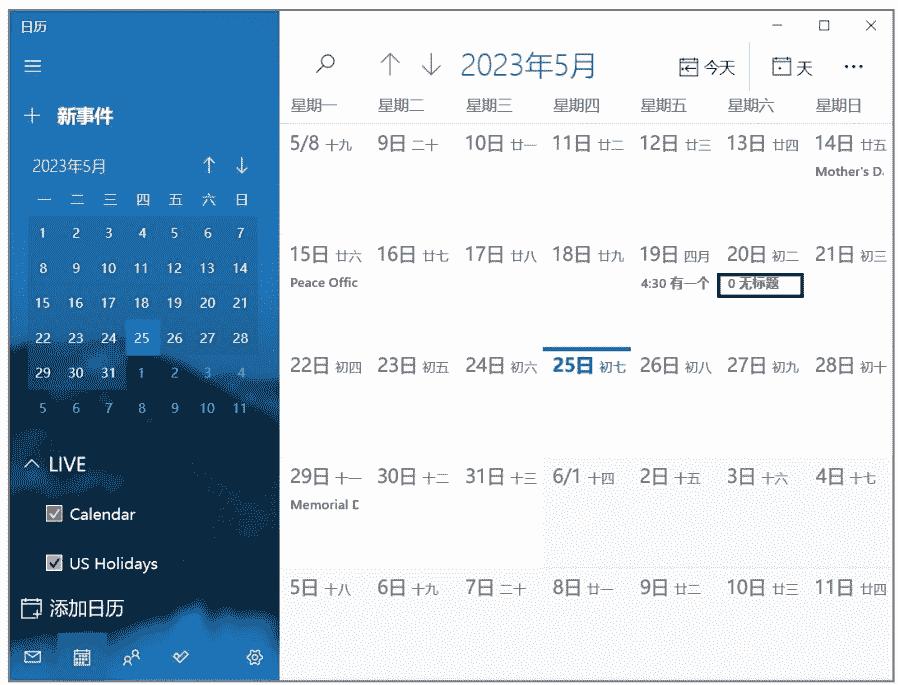 日历
新事件
2023年5月
一 二 三 四 五 六 日
1 2 3 4 5 6 7
8 9 10 11 12 13 14
15 16 17 18 19 20 21
22 23 24 25 26 27 28
29 30 31 1 2 3 4
5 6 7 8 9 10 11
LIVE
Calendar
US Holidays
添加日历
2023年5月 今天 天
星期一 星期二 星期三 星期四 星期五 星期六 星期日
5/8 十九 9日 二十 10日 廿一 11日 廿二 12日 廿三 13日 廿四 14日 廿五
Mother's D
15日 廿六 16日 廿七 17日 廿八 18日 廿九 19日 四月 20日 初二 21日 初三
Peace Offic 4:30 有一个 0 无标题
22日 初四 23日 初五 24日 初六 25日 初七 26日 初八 27日 初九 28日 初十
29日 十一 30日 十二 31日 十三 6/1 十四 2日 十五 3日 十六 4日 十七
Memorial D
5日 十八 6日 十九 7日 二十 8日 廿一 9日 廿二 10日 廿三 11日 廿四